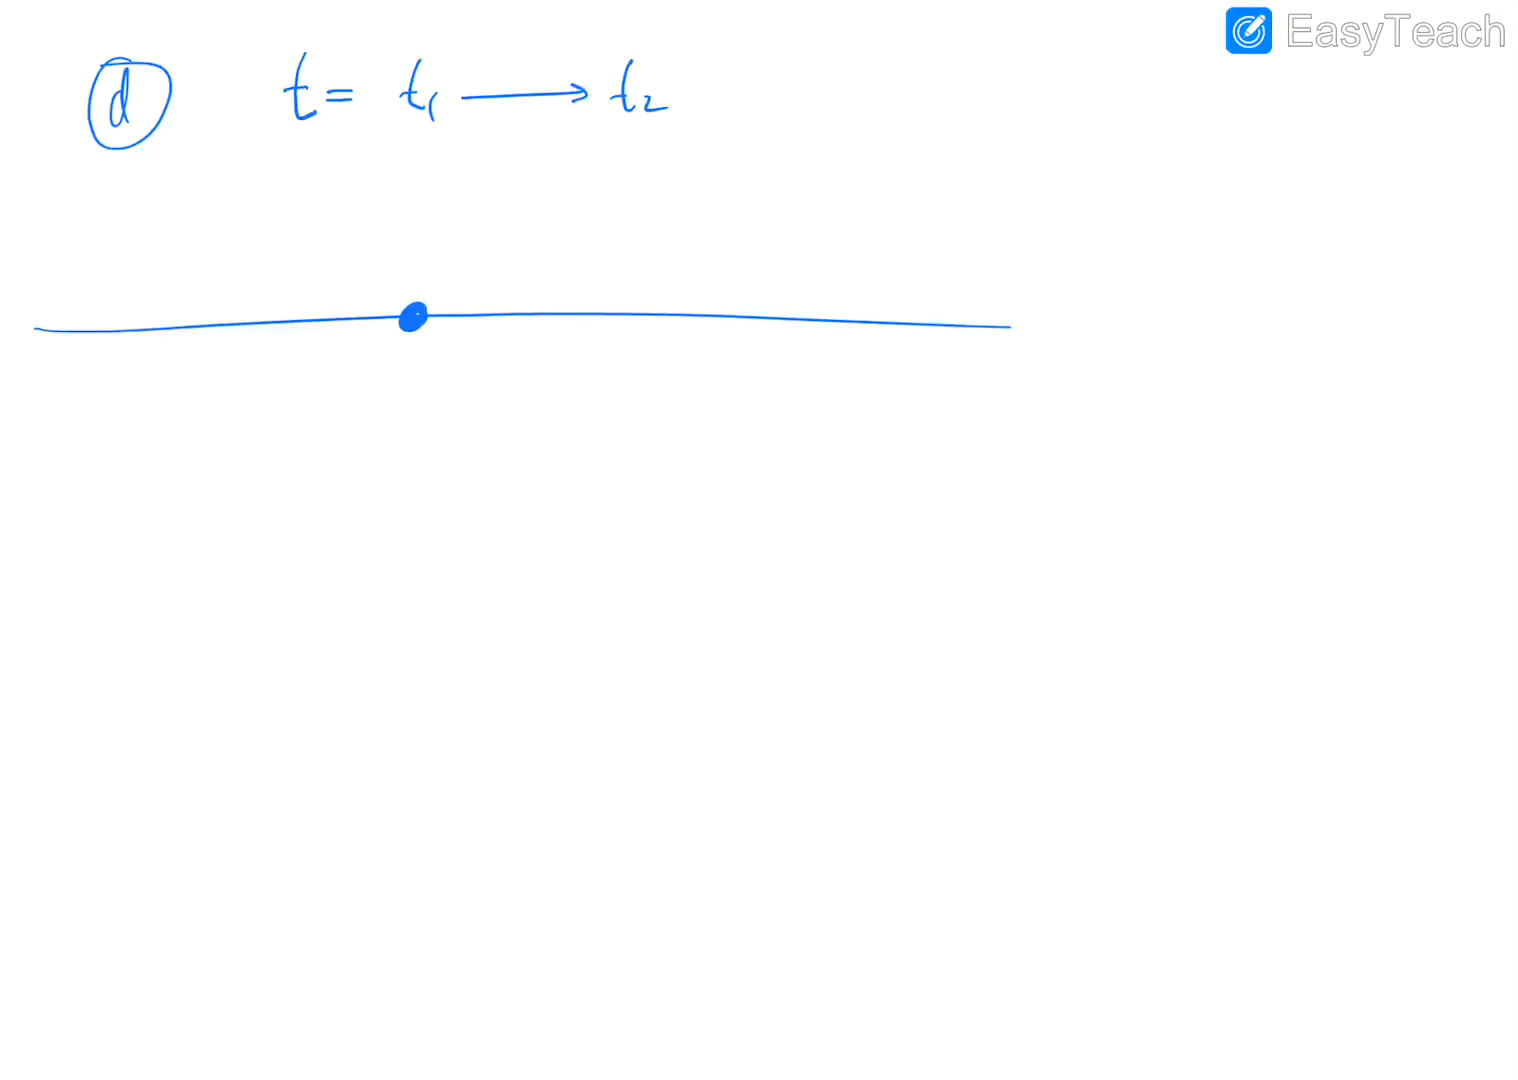 EasyTeach
d t = t₁ → t₂